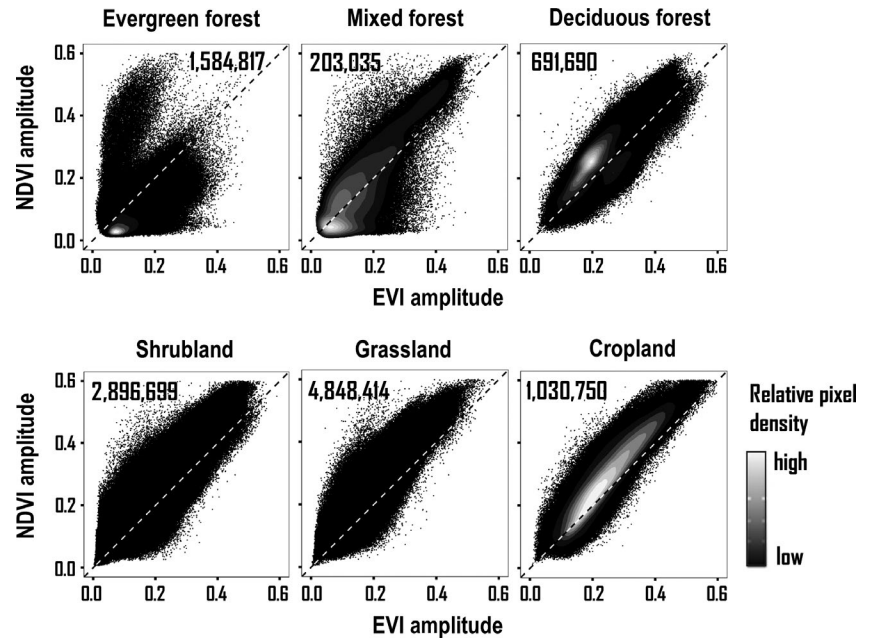 Evergreen forest Mixed forest Deciduous forest
NDVI amplitude
0.6
0.4
0.2
0.0
1,584,817
203,035
691,690
0.0 0.2 0.4 0.6 0.0 0.2 0.4 0.6 0.0 0.2 0.4 0.6
EVI amplitude
Shrubland Grassland Cropland
NDVI amplitude
0.6
0.4
0.2
0.0
2,896,699
4,848,414
1,030,750
0.0 0.2 0.4 0.6 0.0 0.2 0.4 0.6 0.0 0.2 0.4 0.6
EVI amplitude
Relative pixel
density
high
low